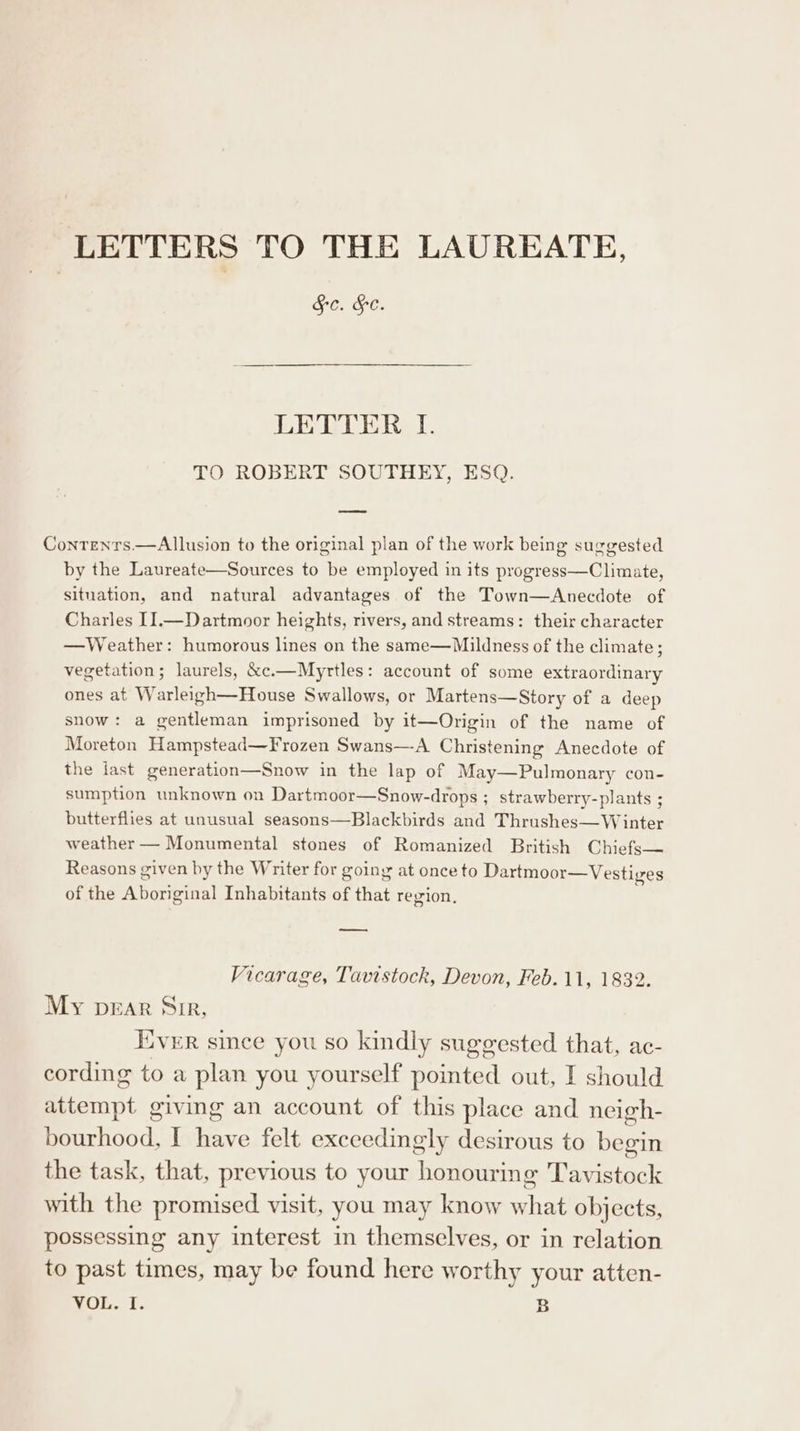 LETTERS TO THE LAUREATE,
&c. &c.
LETTER I.
TO ROBERT SOUTHEY, ESQ.
Contents.—Allusion to the original plan of the work being suggested
by the Laureate—Sources to be employed in its progress—Climate,
situation, and natural advantages of the Town—Anecdote of
Charles II.—Dartmoor heights, rivers, and streams: their character
—Weather: humorous lines on the same—Mildness of the climate;
vegetation; laurels, &c.—Myrtles: account of some extraordinary
ones at Warleigh—House Swallows, or Martens—Story of a deep
snow: a gentleman imprisoned by it—Origin of the name of
Moreton Hampstead—Frozen Swans—A Christening Anecdote of
the last generation—Snow in the lap of May—Pulmonary con-
sumption unknown on Dartmoor—Snow-drops; strawberry-plants;
butterflies at unusual seasons—Blackbirds and Thrushes—Winter
weather—Monumental stones of Romanized British Chiefs—
Reasons given by the Writer for going at once to Dartmoor—Vestiges
of the Aboriginal Inhabitants of that region.
Vicarage, Tavistock, Devon, Feb. 11, 1832.
My dear Sir,
Ever since you so kindly suggested that, ac-
cording to a plan you yourself pointed out, I should
attempt giving an account of this place and neigh-
bourhood, I have felt exceedingly desirous to begin
the task, that, previous to your honouring Tavistock
with the promised visit, you may know what objects,
possessing any interest in themselves, or in relation
to past times, may be found here worthy your atten-
VOL. I. B